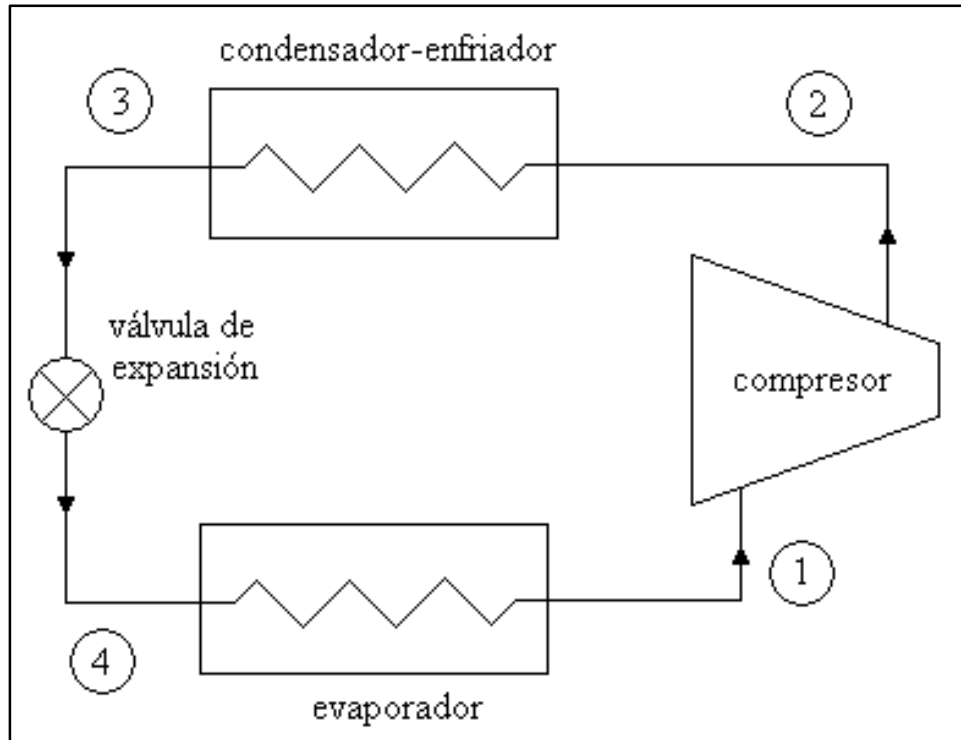 condensador-enfriador
3
2
válvula de
expansión
compresor
1
4
evaporador